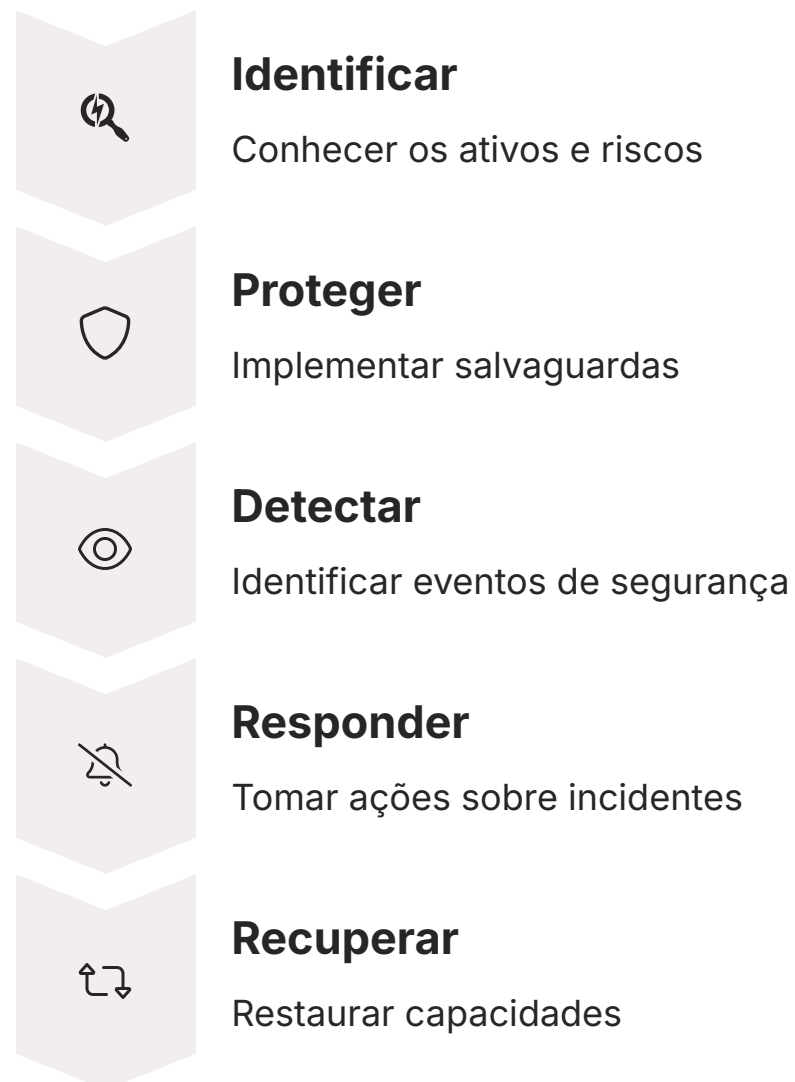 Identificar
Conhecer os ativos e riscos
Proteger
Implementar salvaguardas
Detectar
Identificar eventos de segurança
Responder
Tomar ações sobre incidentes
Recuperar
Restaurar capacidades